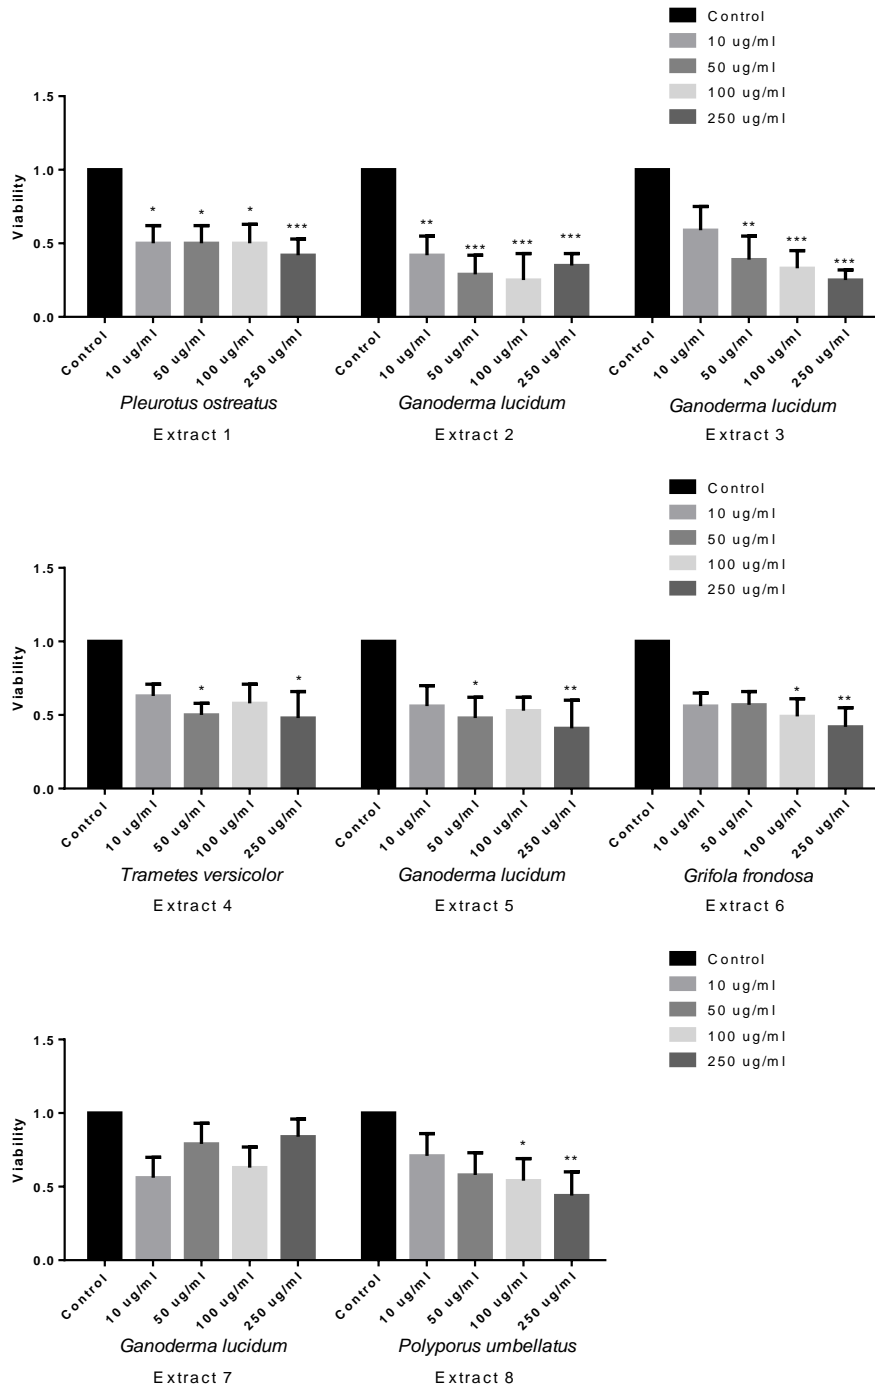 Control
10 ug/ml
50 ug/ml
100 ug/ml
250 ug/ml
1.5
1.0
0.5
0.0
Viability
* * * *** ** *** *** *** ** *** ***
Control 10 ug/ml 50 ug/ml 100 ug/ml 250 ug/ml Control 10 ug/ml 50 ug/ml 100 ug/ml 250 ug/ml Control 10 ug/ml 50 ug/ml 100 ug/ml 250 ug/ml
Pleurotus ostreatus Ganoderma lucidum Ganoderma lucidum
Extract 1 Extract 2 Extract 3
Control
10 ug/ml
50 ug/ml
100 ug/ml
250 ug/ml
1.5
1.0
0.5
0.0
Viability
* * * ** * **
Control 10 ug/ml 50 ug/ml 100 ug/ml 250 ug/ml Control 10 ug/ml 50 ug/ml 100 ug/ml 250 ug/ml Control 10 ug/ml 50 ug/ml 100 ug/ml 250 ug/ml
Trametes versicolor Ganoderma lucidum Grifola frondosa
Extract 4 Extract 5 Extract 6
Control
10 ug/ml
50 ug/ml
100 ug/ml
250 ug/ml
1.5
1.0
0.5
0.0
Viability
* **
Control 10 ug/ml 50 ug/ml 100 ug/ml 250 ug/ml Control 10 ug/ml 50 ug/ml 100 ug/ml 250 ug/ml
Ganoderma lucidum Polyporus umbellatus
Extract 7 Extract 8